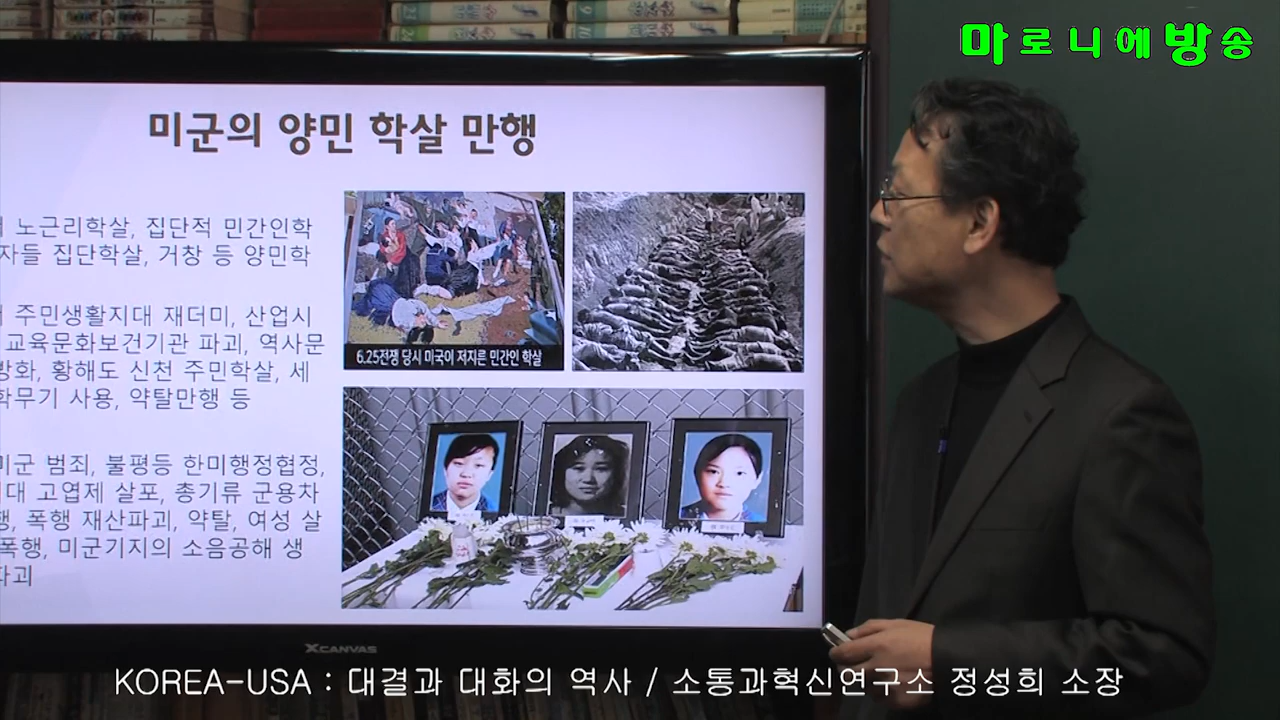 마로니에방송
미군의 양민 학살 만행
노근리학살, 집단적 민간인학
자들 집단학살, 거창 등 양민학
주민생활지대 재더미, 산업시
교육문화보건기관 파괴, 역사문
방화, 황해도 신천 주민학살, 세
학무기 사용, 약탈만행 등
미군 범죄, 불평등 한미행정협정,
대 고엽제 살포, 총기류 군용차
폭행 재산파괴, 약탈, 여성 살
폭행, 미군기지의 소음공해 생
파괴
6.25전쟁 당시 미국이 저지른 민간인 학살
XCANVAS
KOREA-USA : 대결과 대화의 역사 / 소통과혁신연구소 정성희 소장